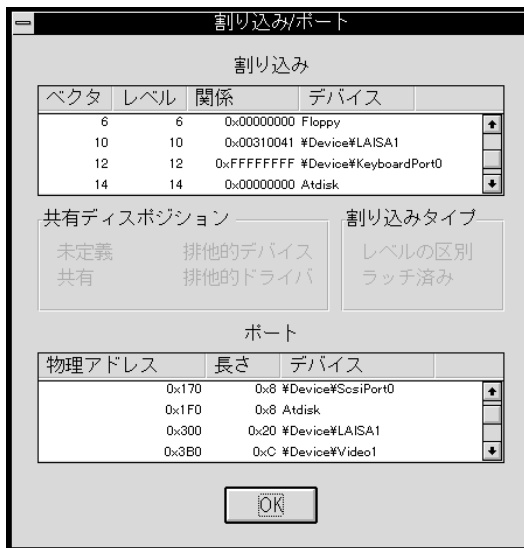 割り込み/ポート
割り込み
ベクタ レベル 関係 デバイス
6 6 0x00000000 Floppy
10 10 0x00310041 ¥Device¥LAISA1
12 12 0xFFFFFFFF ¥Device¥KeyboardPort0
14 14 0x00000000 Atdisk
共有ディスポジション 割り込みタイプ
未定義 排他的デバイス レベルの区別
共有 排他的ドライバ ラッチ済み
ポート
物理アドレス 長さ デバイス
0x170 0x8 ¥Device¥ScsiPort0
0x1F0 0x8 Atdisk
0x300 0x20 ¥Device¥LAISA1
0x3B0 0xC ¥Device¥Video1
OK